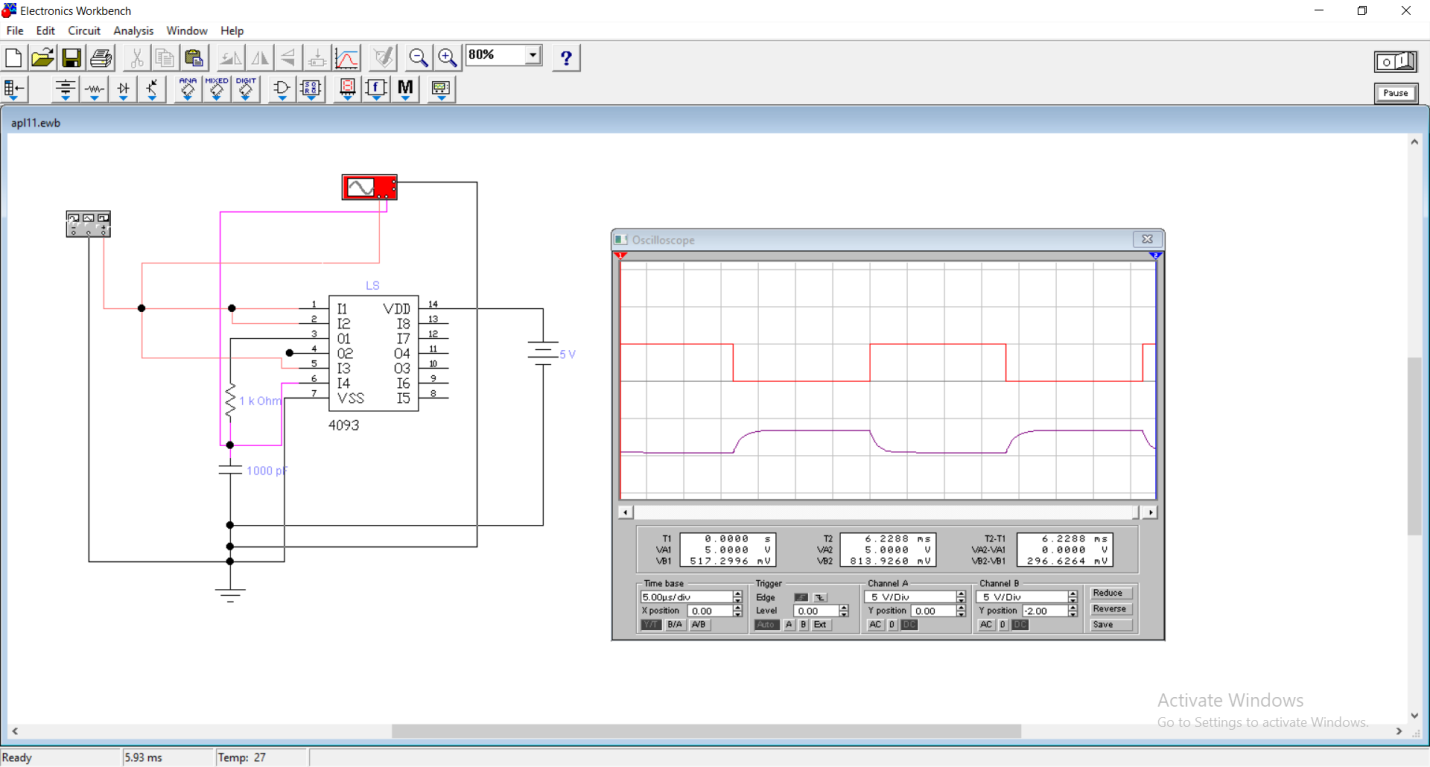 Electronics Workbench
File Edit Circuit Analysis Window Help
80%
?
ANA MIXED DIGIT
M
Pause
apl11.ewb
LS
1 I1 VDD 14
2 I2 I8 13
3 O1 I7 12
4 O2 O4 11
5 I3 O3 10
6 I4 I6 9
7 VSS I5 8
4093
5 V
1 k Ohm
1000 pF
Oscilloscope
1 2
T1 0.0000 s T2 6.2288 ms T2-T1 6.2288 ms
VA1 5.0000 V VA2 5.0000 V VA2-VA1 0.0000 V
VB1 517.2996 mV VB2 813.9260 mV VB2-VB1 296.6264 mV
Time base Trigger Channel A Channel B
5.00µs/div Edge 5 V/Div 5 V/Div Reduce
X position 0.00 Level 0.00 Y position 0.00 Y position -2.00 Reverse
Y/T B/A A/B Auto A B Ext AC 0 DC AC 0 DC Save
Activate Windows
Go to Settings to activate Windows.
Ready 5.93 ms Temp: 27